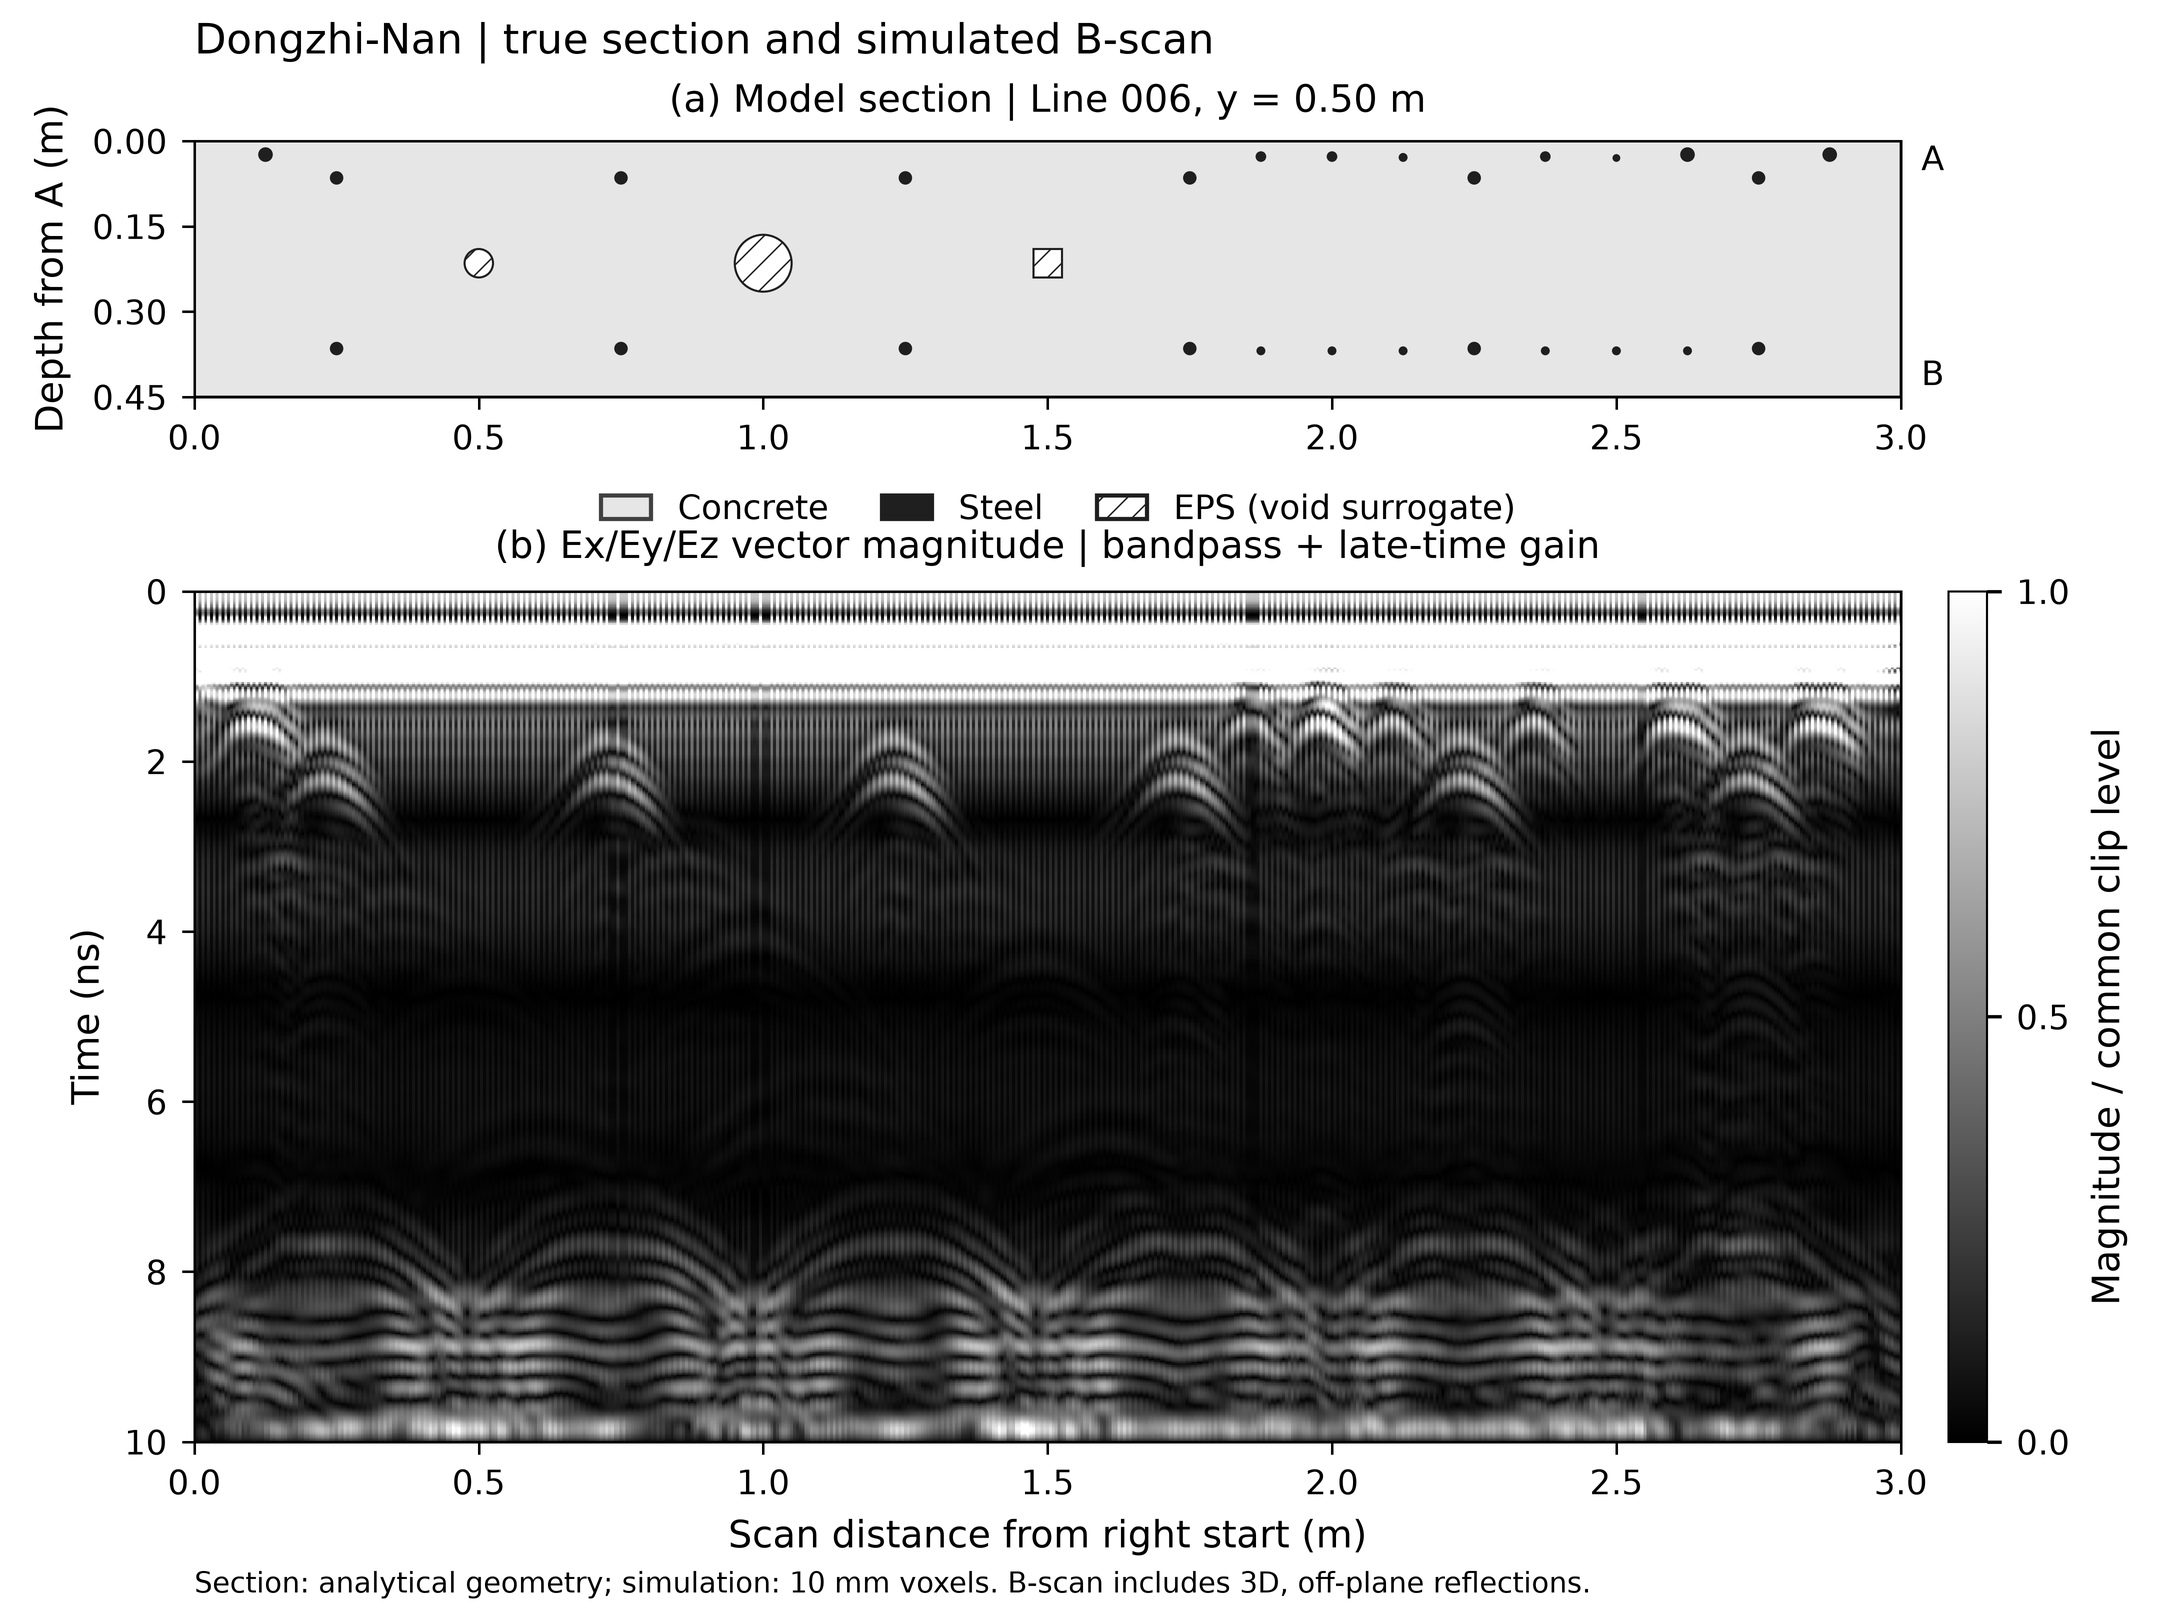 Dongzhi-Nan | true section and simulated B-scan
(a) Model section | Line 006, y = 0.50 m
Depth from A (m)
0.00
0.15
0.30
0.45
A
B
0.0 0.5 1.0 1.5 2.0 2.5 3.0
Concrete Steel EPS (void surrogate)
(b) Ex/Ey/Ez vector magnitude | bandpass + late-time gain
Time (ns)
0
2
4
6
8
10
1.0
0.5
0.0
Magnitude / common clip level
0.0 0.5 1.0 1.5 2.0 2.5 3.0
Scan distance from right start (m)
Section: analytical geometry; simulation: 10 mm voxels. B-scan includes 3D, off-plane reflections.